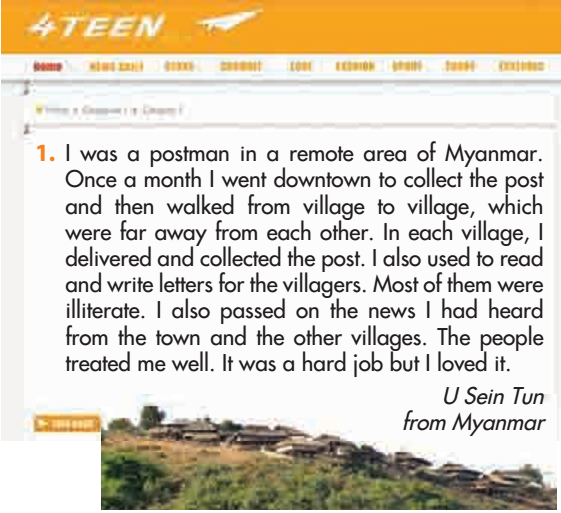 4TEEN
1. I was a postman in a remote area of Myanmar.
Once a month I went downtown to collect the post
and then walked from village to village, which
were far away from each other. In each village, I
delivered and collected the post. I also used to read
and write letters for the villagers. Most of them were
illiterate. I also passed on the news I had heard
from the town and the other villages. The people
treated me well. It was a hard job but I loved it.
U Sein Tun
from Myanmar